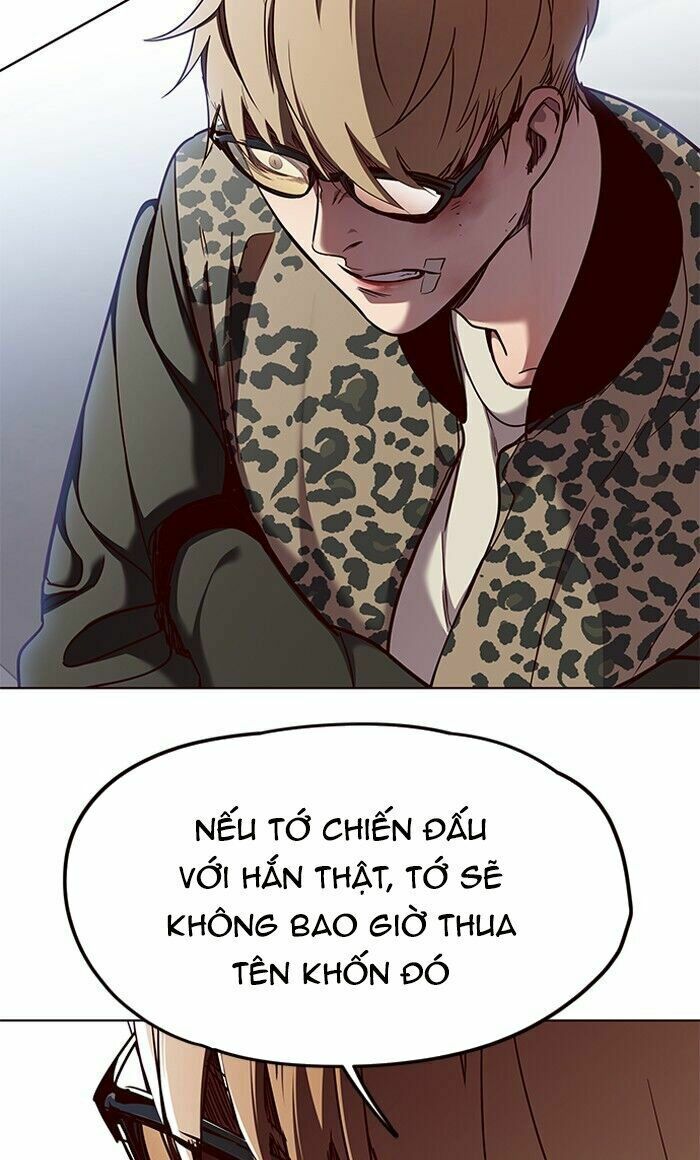 NẾU TỚ CHIẾN ĐẤU
VỚI HẮN THẬT, TỚ SẼ
KHÔNG BAO GIỜ THUA
TÊN KHỐN ĐÓ